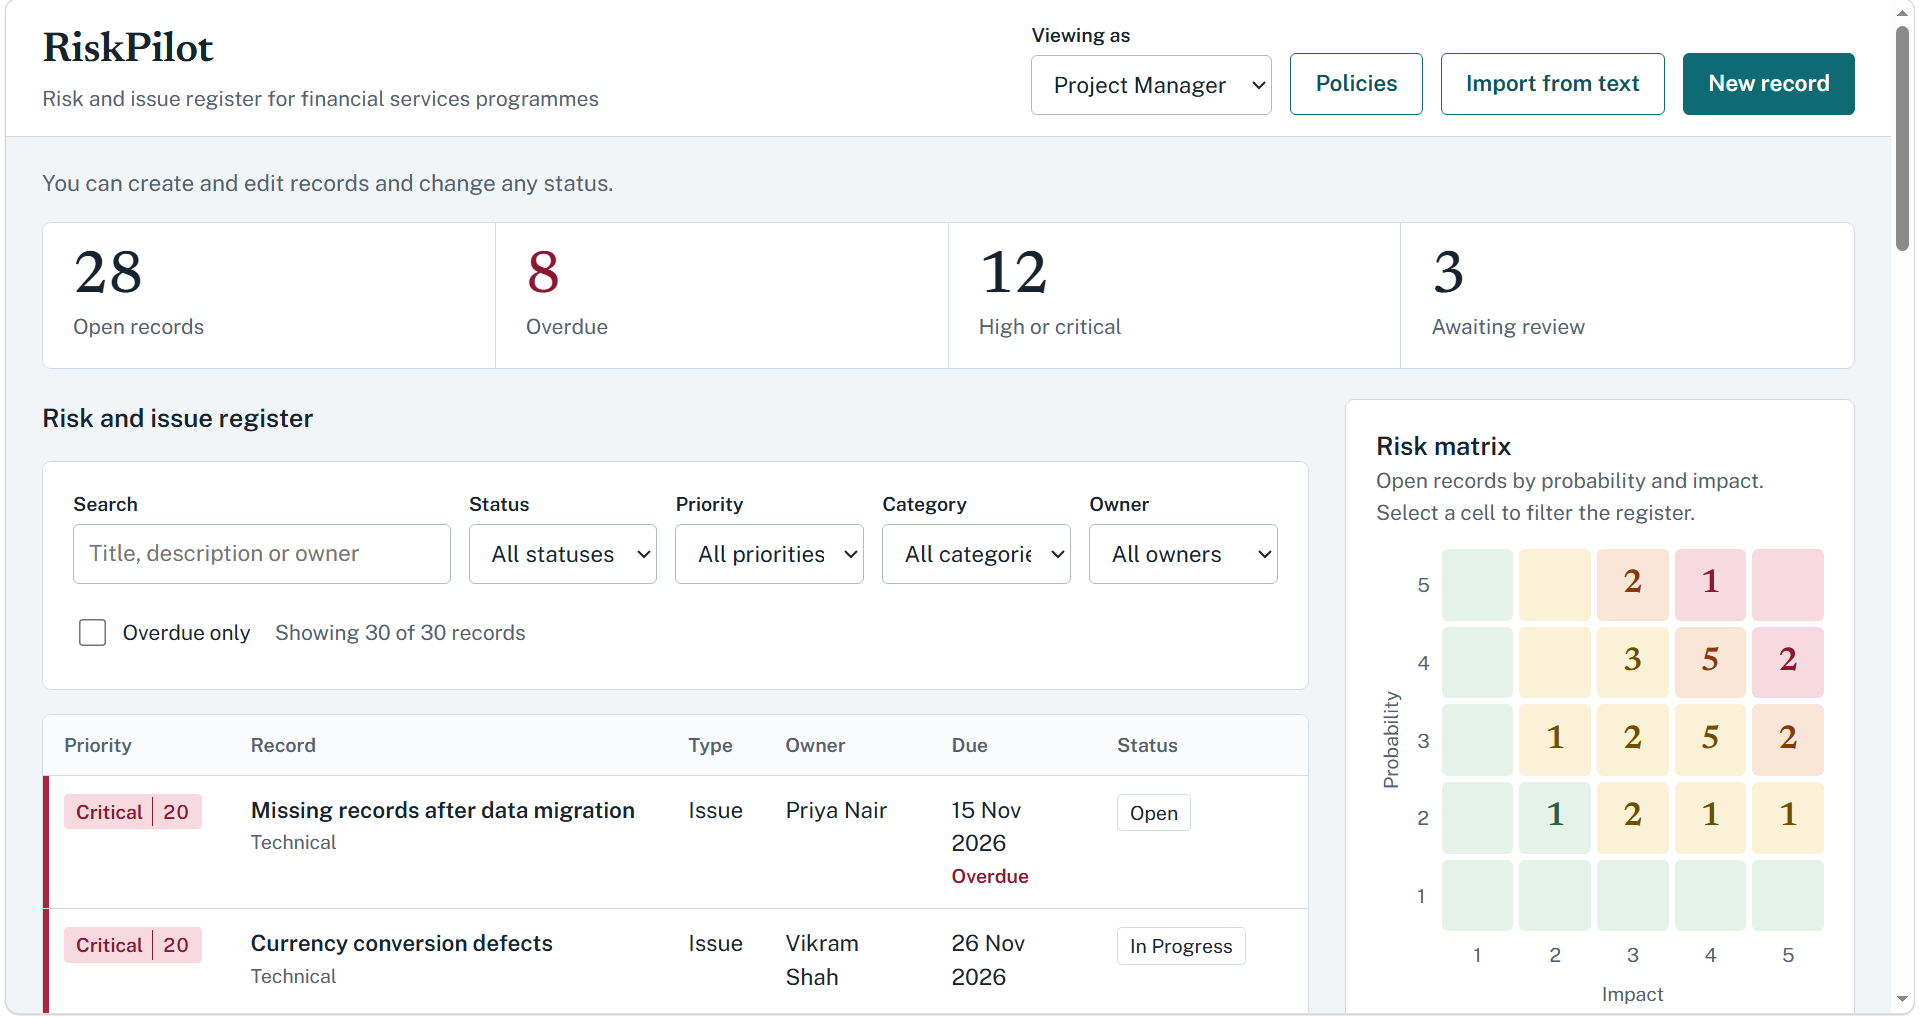 RiskPilot
Risk and issue register for financial services programmes
Viewing as
Project Manager
Policies
Import from text
New record
You can create and edit records and change any status.
28
Open records
8
Overdue
12
High or critical
3
Awaiting review
Risk and issue register
Search
Title, description or owner
Status
All statuses
Priority
All priorities
Category
All categorie
Owner
All owners
Overdue only
Showing 30 of 30 records
Priority Record Type Owner Due Status
Critical 20
Missing records after data migration
Technical
Issue
Priya Nair
15 Nov
2026
Overdue
Open
Critical 20
Currency conversion defects
Technical
Issue
Vikram
Shah
26 Nov
2026
In Progress
Risk matrix
Open records by probability and impact.
Select a cell to filter the register.
Probability
5 2 1
4 3 5 2
3 1 2 5 2
2 1 2 1 1
1
1 2 3 4 5
Impact